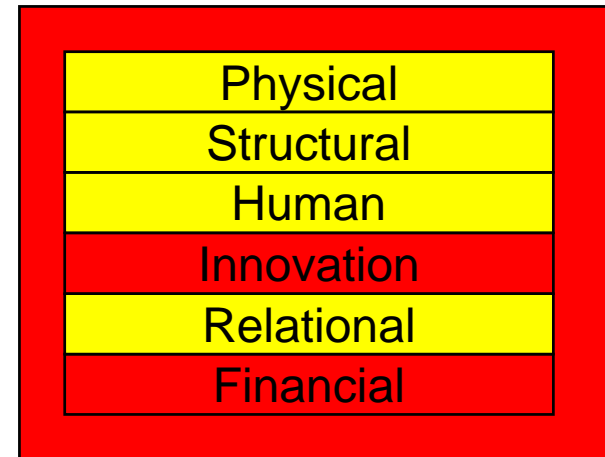 Physical
Structural
Human
Innovation
Relational
Financial